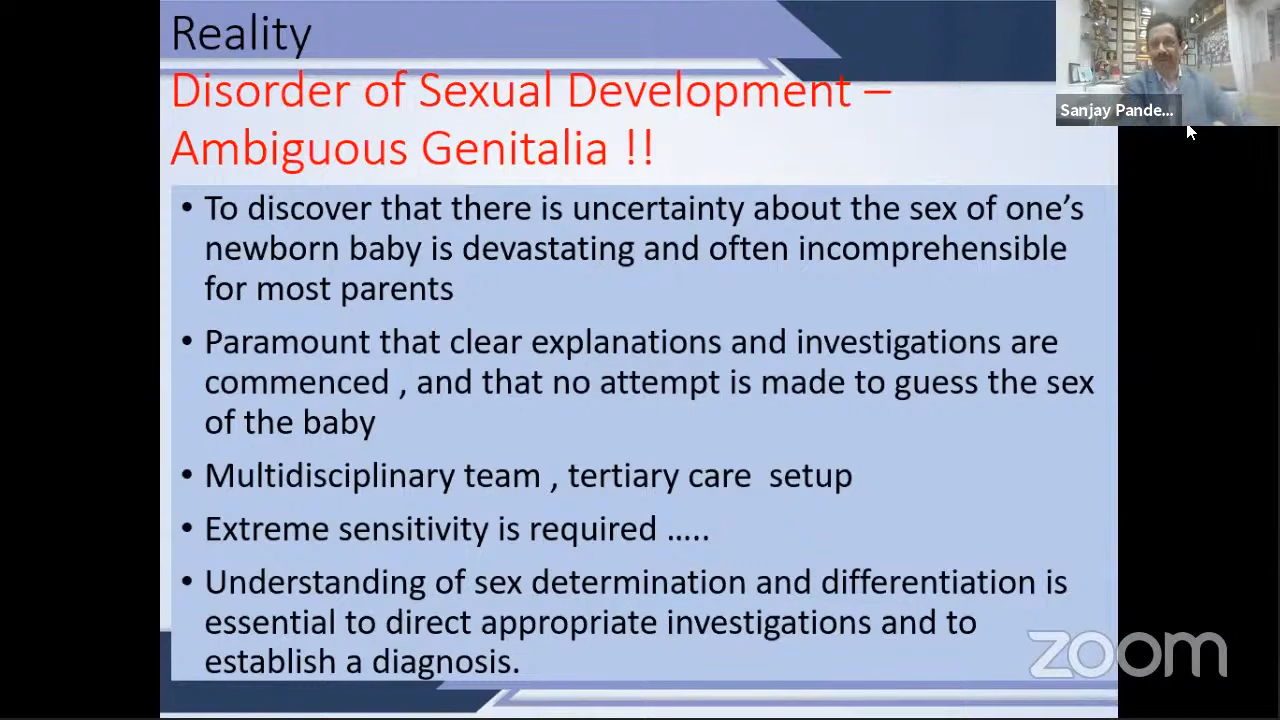 Reality
Disorder of Sexual Development –
Ambiguous Genitalia !!
Sanjay Pande...
• To discover that there is uncertainty about the sex of one's
newborn baby is devastating and often incomprehensible
for most parents
• Paramount that clear explanations and investigations are
commenced , and that no attempt is made to guess the sex
of the baby
• Multidisciplinary team , tertiary care setup
• Extreme sensitivity is required .....
• Understanding of sex determination and differentiation is
essential to direct appropriate investigations and to
establish a diagnosis.
zoom